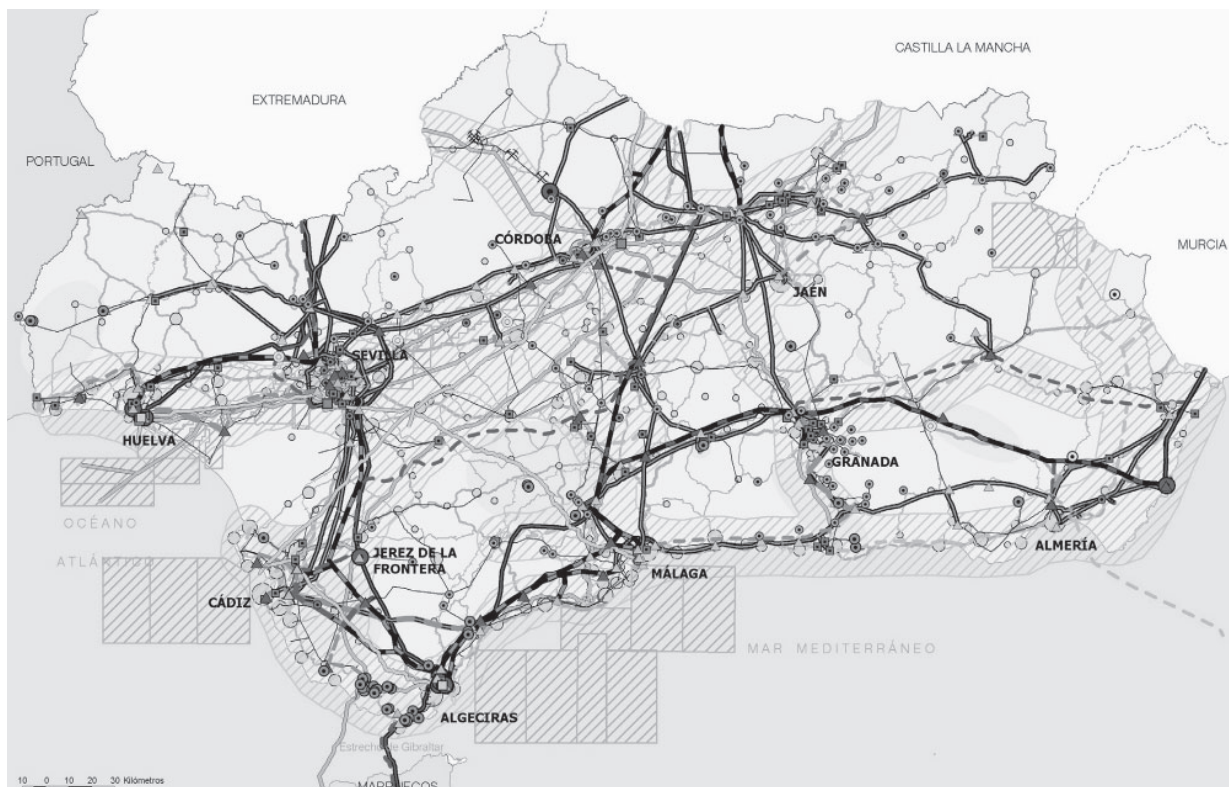 CASTILLA LA MANCHA
EXTREMADURA
PORTUGAL
CÓRDOBA
MURCIA
JAÉN
SEVILLA
HUELVA
GRANADA
OCÉANO
ATLÁNTICO
ALMERÍA
JEREZ DE LA
FRONTERA
MÁLAGA
CÁDIZ
MAR MEDITERRÁNEO
ALGECIRAS
Estrecho de Gibraltar
10 0 10 20 30 Kilómetros
MARRUECOS